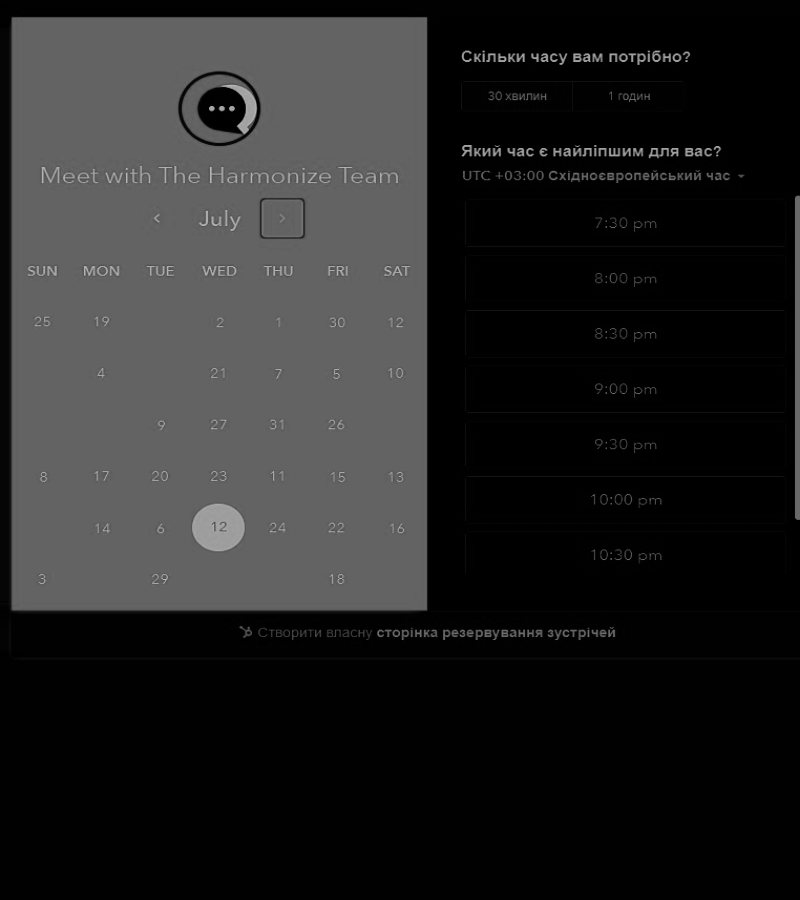 Meet with The Harmonize Team
July
SUN MON TUE WED THU FRI SAT
25 19 2 1 30 12
4 21 7 5 10
9 27 31 26
8 17 20 23 11 15 13
14 6 12 24 22 16
3 29 18
Скільки часу вам потрібно?
30 хвилин 1 годин
Який час є найліпшим для вас?
UTC +03:00 Східноєвропейський час
7:30 pm
8:00 pm
8:30 pm
9:00 pm
9:30 pm
10:00 pm
10:30 pm
Створити власну сторінка резервування зустрічей